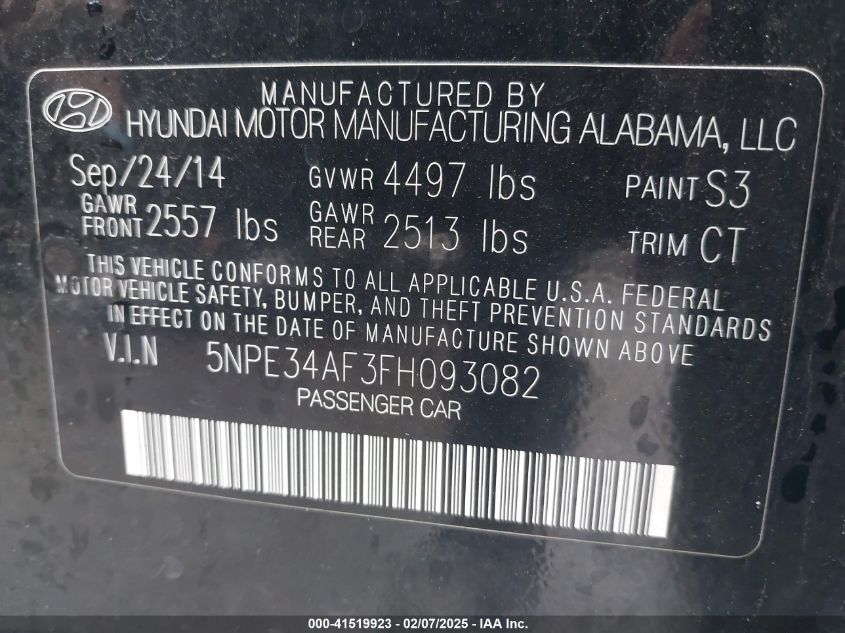 MANUFACTURED BY
HYUNDAI MOTOR MANUFACTURING ALABAMA, LLC
Sep/24/14 GVWR 4497 lbs PAINT S3
GAWR FRONT 2557 lbs GAWR REAR 2513 lbs TRIM CT
THIS VEHICLE CONFORMS TO ALL APPLICABLE U.S.A. FEDERAL
MOTOR VEHICLE SAFETY, BUMPER, AND THEFT PREVENTION STANDARDS
IN EFFECT ON THE DATE OF MANUFACTURE SHOWN ABOVE
V.I.N 5NPE34AF3FH093082
PASSENGER CAR
000-41519923 - 02/07/2025 - © IAA Inc.